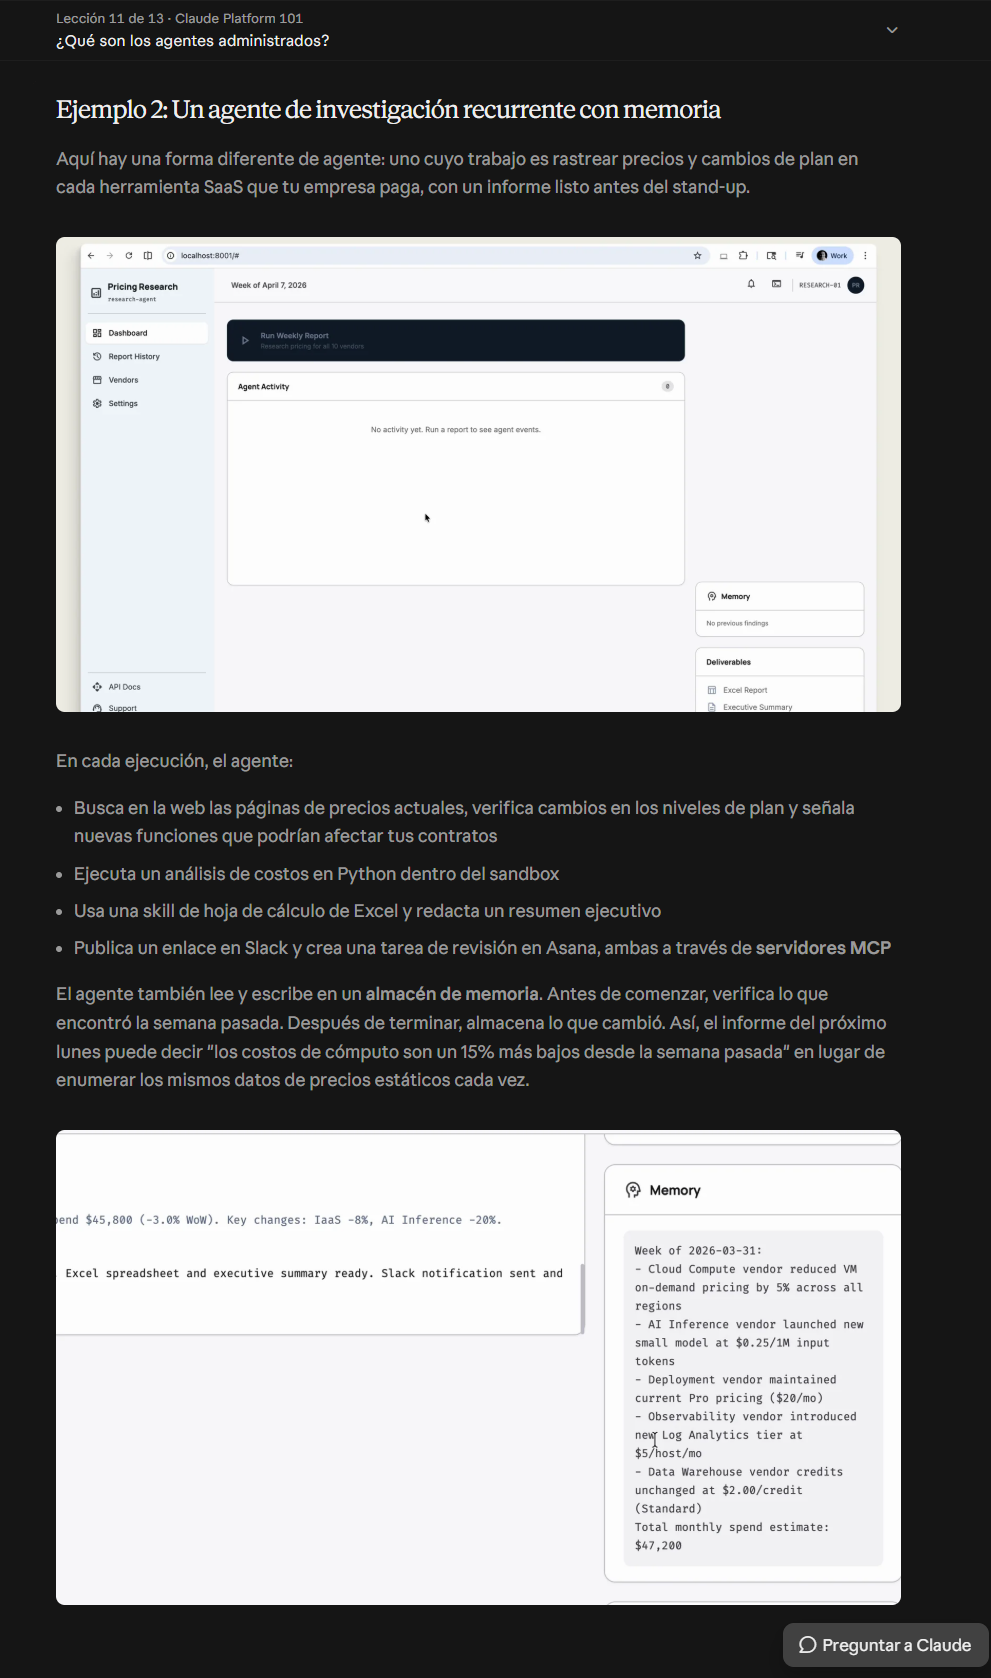 Lección 11 de 13 · Claude Platform 101
¿Qué son los agentes administrados?
Ejemplo 2: Un agente de investigación recurrente con memoria
Aquí hay una forma diferente de agente: uno cuyo trabajo es rastrear precios y cambios de plan en
cada herramienta SaaS que tu empresa paga, con un informe listo antes del stand-up.
localhost:8001/#
Work
Pricing Research
research-agent
Week of April 7, 2026
RESEARCH-01
PR
Dashboard
Report History
Vendors
Settings
Run Weekly Report
Research pricing for all 10 vendors
Agent Activity
0
No activity yet. Run a report to see agent events.
Memory
No previous findings
Deliverables
Excel Report
Executive Summary
API Docs
Support
En cada ejecución, el agente:
• Busca en la web las páginas de precios actuales, verifica cambios en los niveles de plan y señala
nuevas funciones que podrían afectar tus contratos
• Ejecuta un análisis de costos en Python dentro del sandbox
• Usa una skill de hoja de cálculo de Excel y redacta un resumen ejecutivo
• Publica un enlace en Slack y crea una tarea de revisión en Asana, ambas a través de servidores MCP
El agente también lee y escribe en un almacén de memoria. Antes de comenzar, verifica lo que
encontró la semana pasada. Después de terminar, almacena lo que cambió. Así, el informe del próximo
lunes puede decir "los costos de cómputo son un 15% más bajos desde la semana pasada" en lugar de
enumerar los mismos datos de precios estáticos cada vez.
end $45,800 (-3.0% WoW). Key changes: IaaS -8%, AI Inference -20%.
Excel spreadsheet and executive summary ready. Slack notification sent and
Memory
Week of 2026-03-31:
- Cloud Compute vendor reduced VM
on-demand pricing by 5% across all
regions
- AI Inference vendor launched new
small model at $0.25/1M input
tokens
- Deployment vendor maintained
current Pro pricing ($20/mo)
- Observability vendor introduced
new Log Analytics tier at
$5/host/mo
- Data Warehouse vendor credits
unchanged at $2.00/credit
(Standard)
Total monthly spend estimate:
$47,200
Preguntar a Claude